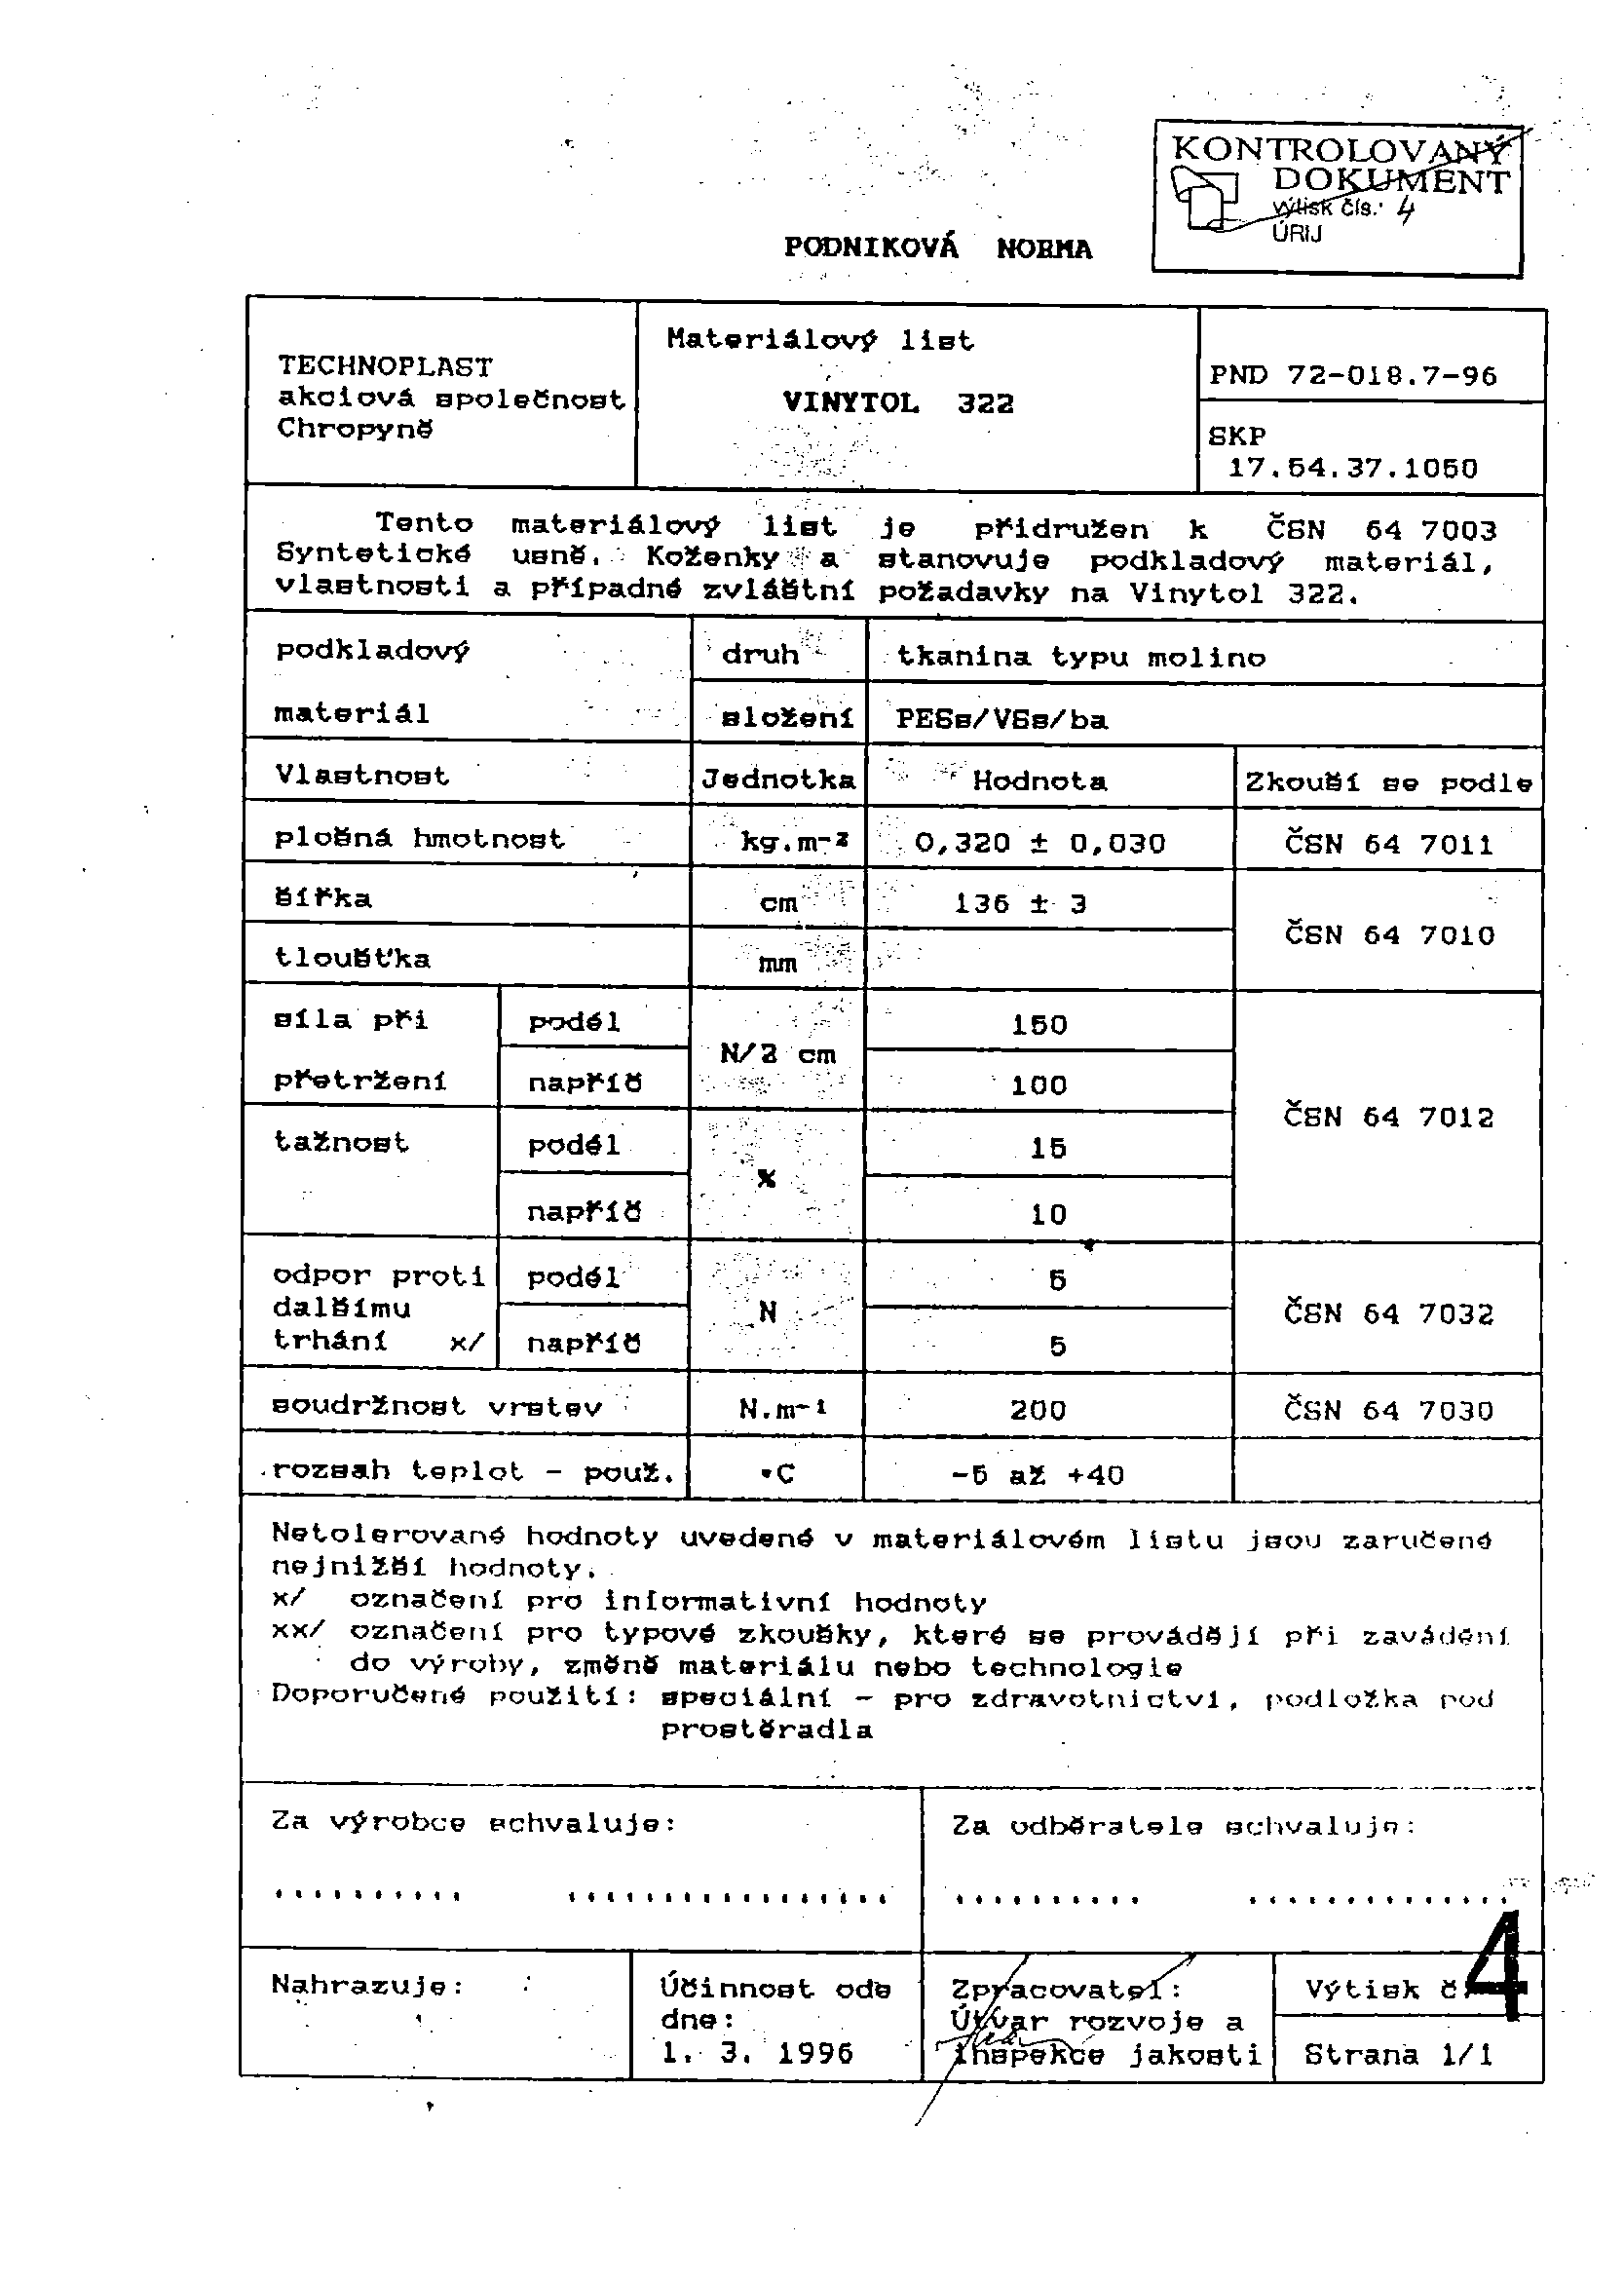 KONTROLOVANÝ
DOKUMENT
Výtisk čís.: 4
ÚRIJ
PODNIKOVÁ NORMA
TECHNOPLAST
akciová společnost
Chropyně
Materiálový list
VINYTOL 322
PND 72-018.7-96
SKP
17.54.37.1050
Tento materiálový list je přidružen k ČSN 64 7003
Syntetické usně. Koženky a stanovuje podkladový materiál,
vlastnosti a případné zvláštní požadavky na Vinytol 322.
podkladový druh tkanina typu molino
materiál složení PESs/VSs/ba
Vlastnost Jednotka Hodnota Zkouší se podle
plošná hmotnost kg.m-2 0,320 ± 0,030 ČSN 64 7011
šířka cm 136 ± 3
ČSN 64 7010
tloušťka mm
síla při podél 150
N/2 cm
přetržení napříč 100
ČSN 64 7012
tažnost podél 15
%
napříč 10
odpor proti podél 5
dalšímu N ČSN 64 7032
trhání x/ napříč 5
soudržnost vrstev N.m-1 200 ČSN 64 7030
rozsah teplot - použ. °C -5 až +40
Netolerované hodnoty uvedené v materiálovém listu jsou zaručené
nejnižší hodnoty.
x/ označení pro informativní hodnoty
xx/ označení pro typové zkoušky, které se provádějí při zavádění
do výroby, změně materiálu nebo technologie
Doporučené použití: speciální - pro zdravotnictví, podložka pod
prostěradla
Za výrobce schvaluje: Za odběratele schvaluje:
.......... ................. .......... ..............
Nahrazuje:
Účinnost ode
dne:
1. 3. 1996
Zpracovatel:
Útvar rozvoje a
inspekce jakosti
Výtisk č. 4
Strana 1/1